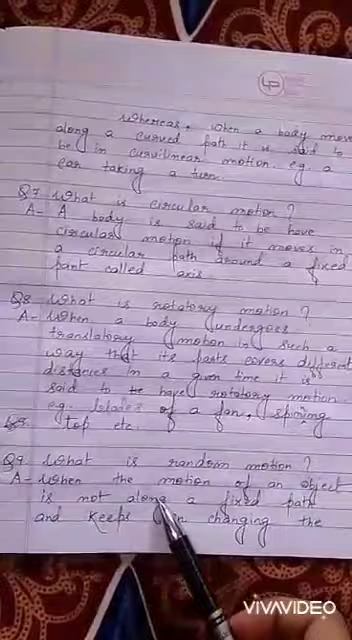 Whereas, when a body move
along a curved path it is said to
be in curvilinear motion. eg. a
car taking a turn.
Q7 What is circular motion?
A- A body is said to be have
circular motion if it moves in
a circular path around a fixed
part called axis.
Q8 What is rotatory motion?
A- When a body undergoes
translatory motion in such a
way that its parts covers different
distances in a given time it is
said to be have rotatory motion.
eg. blades of a fan, spining
top etc.
Q9 What is random motion?
A- When the motion of an object
is not along a fixed path
and keeps on changing the
VIVAVIDEO